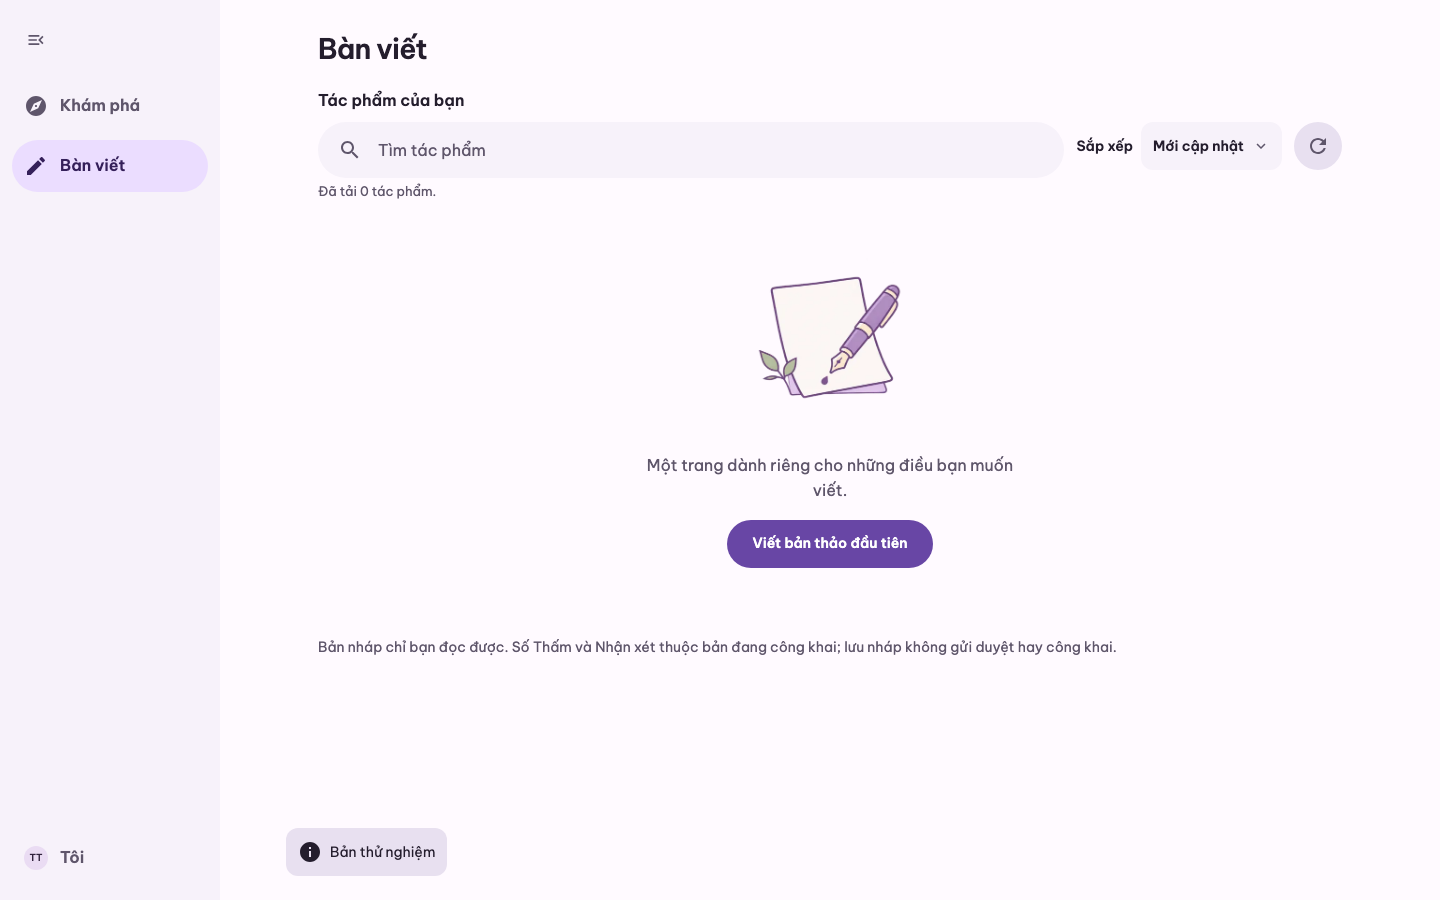 Bàn viết
Khám phá
Bàn viết
Tác phẩm của bạn
Tìm tác phẩm
Sắp xếp
Mới cập nhật
Đã tải 0 tác phẩm.
Một trang dành riêng cho những điều bạn muốn
viết.
Viết bản thảo đầu tiên
Bản nháp chỉ bạn đọc được. Số Thấm và Nhận xét thuộc bản đang công khai; lưu nháp không gửi duyệt hay công khai.
Bản thử nghiệm
TT
Tôi